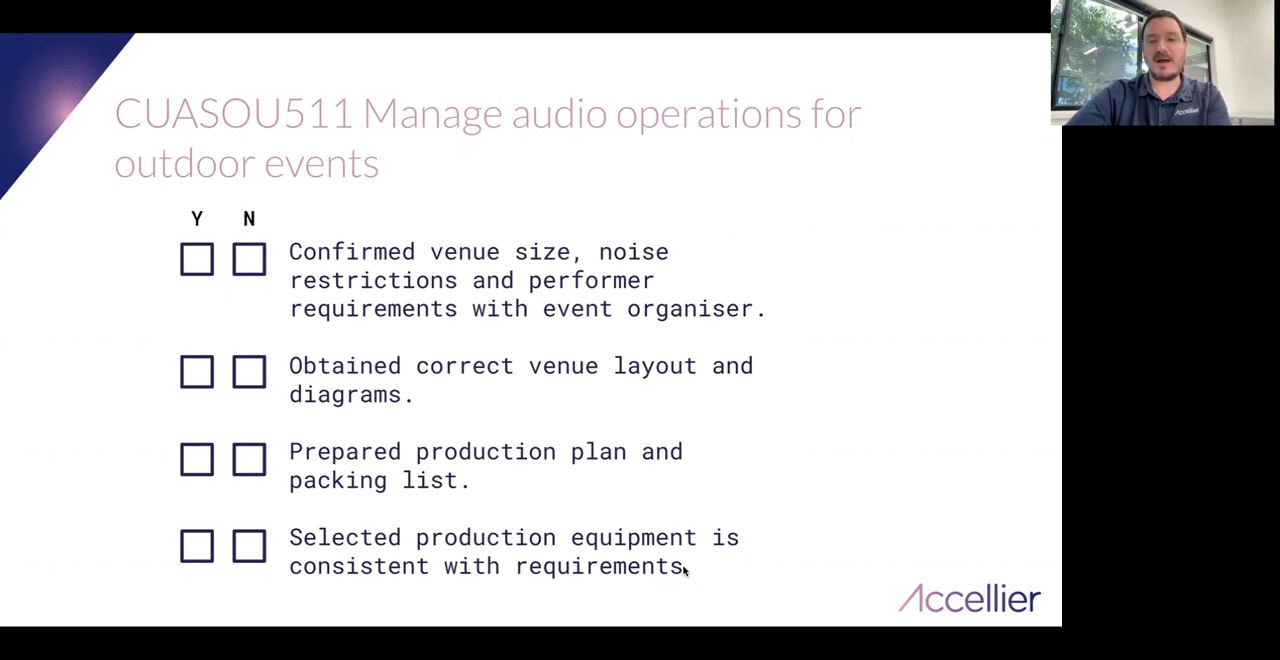 CUASOU511 Manage audio operations for
outdoor events
Y N
Confirmed venue size, noise
restrictions and performer
requirements with event organiser.
Obtained correct venue layout and
diagrams.
Prepared production plan and
packing list.
Selected production equipment is
consistent with requirements.
Accellier
Accellier